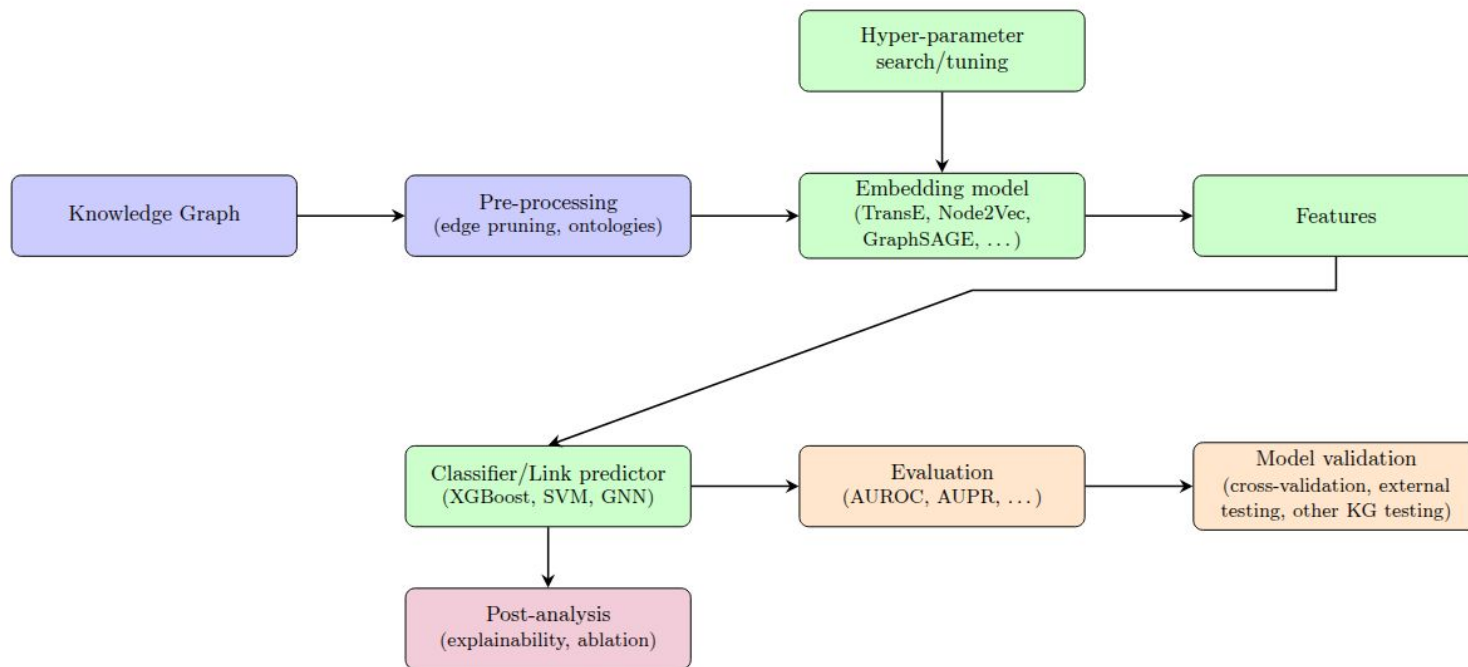 Hyper-parameter
search/tuning
Knowledge Graph
Pre-processing
(edge pruning, ontologies)
Embedding model
(TransE, Node2Vec,
GraphSAGE, . . . )
Features
Classifier/Link predictor
(XGBoost, SVM, GNN)
Evaluation
(AUROC, AUPR, . . . )
Model validation
(cross-validation, external
testing, other KG testing)
Post-analysis
(explainability, ablation)